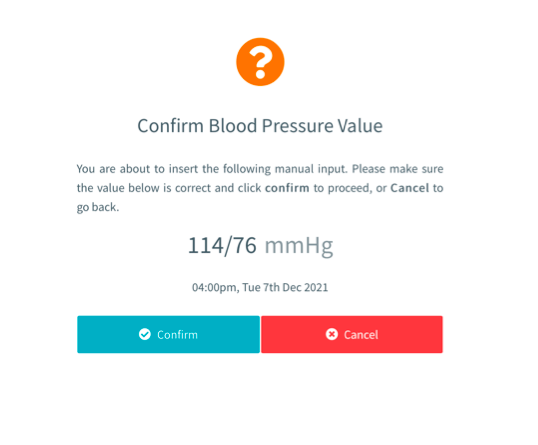 ?
Confirm Blood Pressure Value
You are about to insert the following manual input. Please make sure
the value below is correct and click confirm to proceed, or Cancel to
go back.
114/76 mmHg
04:00pm, Tue 7th Dec 2021
Confirm Cancel